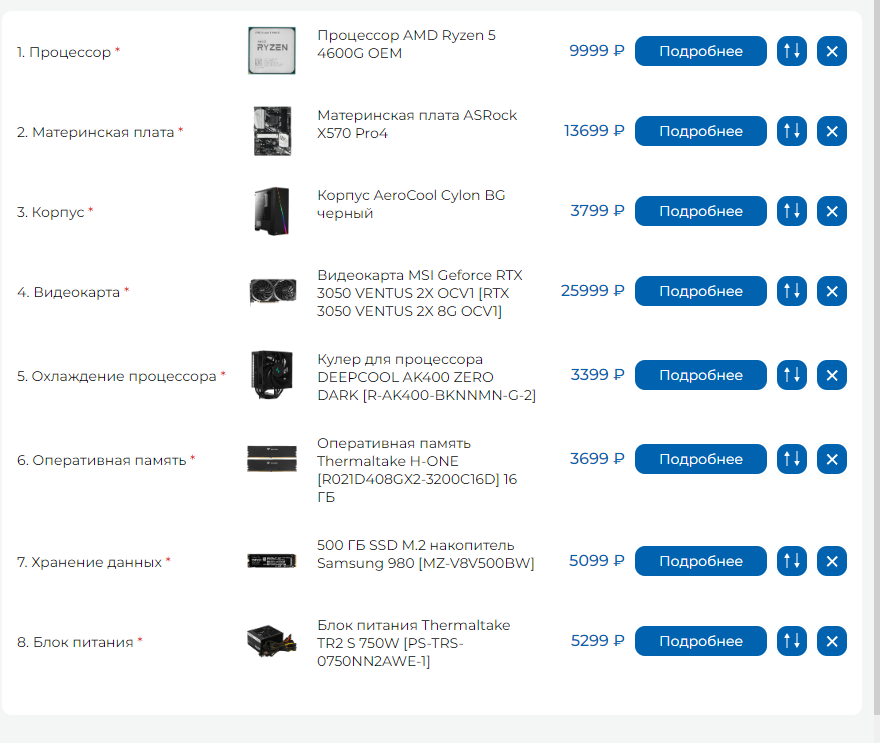 1. Процессор *
RYZEN
Процессор AMD Ryzen 5
4600G OEM
9999 ₽
Подробнее
2. Материнская плата *
Материнская плата ASRock
X570 Pro4
13699 ₽
Подробнее
3. Корпус *
Корпус AeroCool Cylon BG
черный
3799 ₽
Подробнее
4. Видеокарта *
Видеокарта MSI Geforce RTX
3050 VENTUS 2X OCV1 [RTX
3050 VENTUS 2X 8G OCV1]
25999 ₽
Подробнее
5. Охлаждение процессора *
Кулер для процессора
DEEPCOOL AK400 ZERO
DARK [R-AK400-BKNNMN-G-2]
3399 ₽
Подробнее
6. Оперативная память *
Оперативная память
Thermaltake H-ONE
[R021D408GX2-3200C16D] 16
ГБ
3699 ₽
Подробнее
7. Хранение данных *
500 ГБ SSD M.2 накопитель
Samsung 980 [MZ-V8V500BW]
5099 ₽
Подробнее
8. Блок питания *
Блок питания Thermaltake
TR2 S 750W [PS-TRS-
0750NN2AWE-1]
5299 ₽
Подробнее